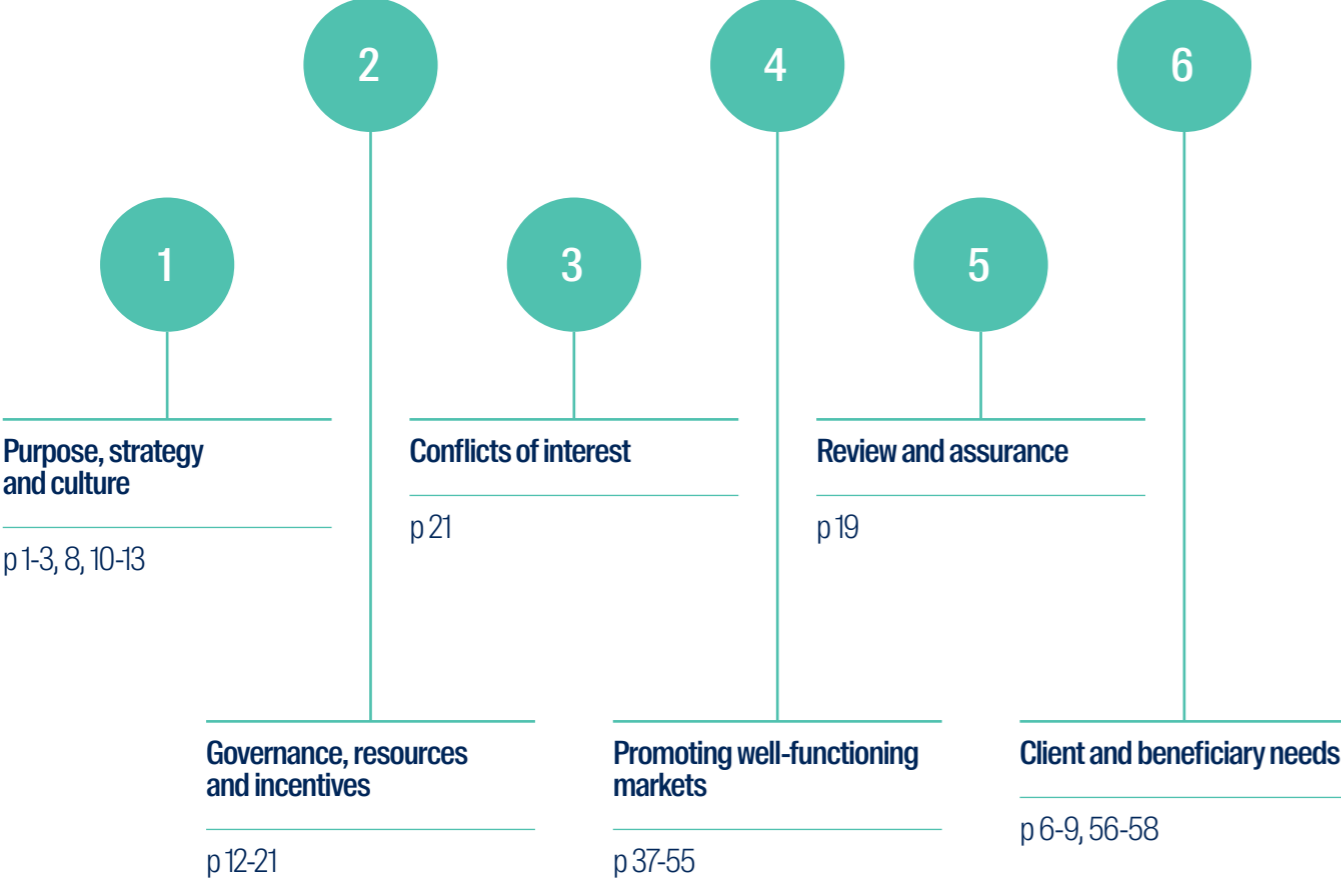 1
Purpose, strategy
and culture
p 1-3, 8, 10-13
2
Governance, resources
and incentives
p 12-21
3
Conflicts of interest
p 21
4
Promoting well-functioning
markets
p 37-55
5
Review and assurance
p 19
6
Client and beneficiary needs
p 6-9, 56-58